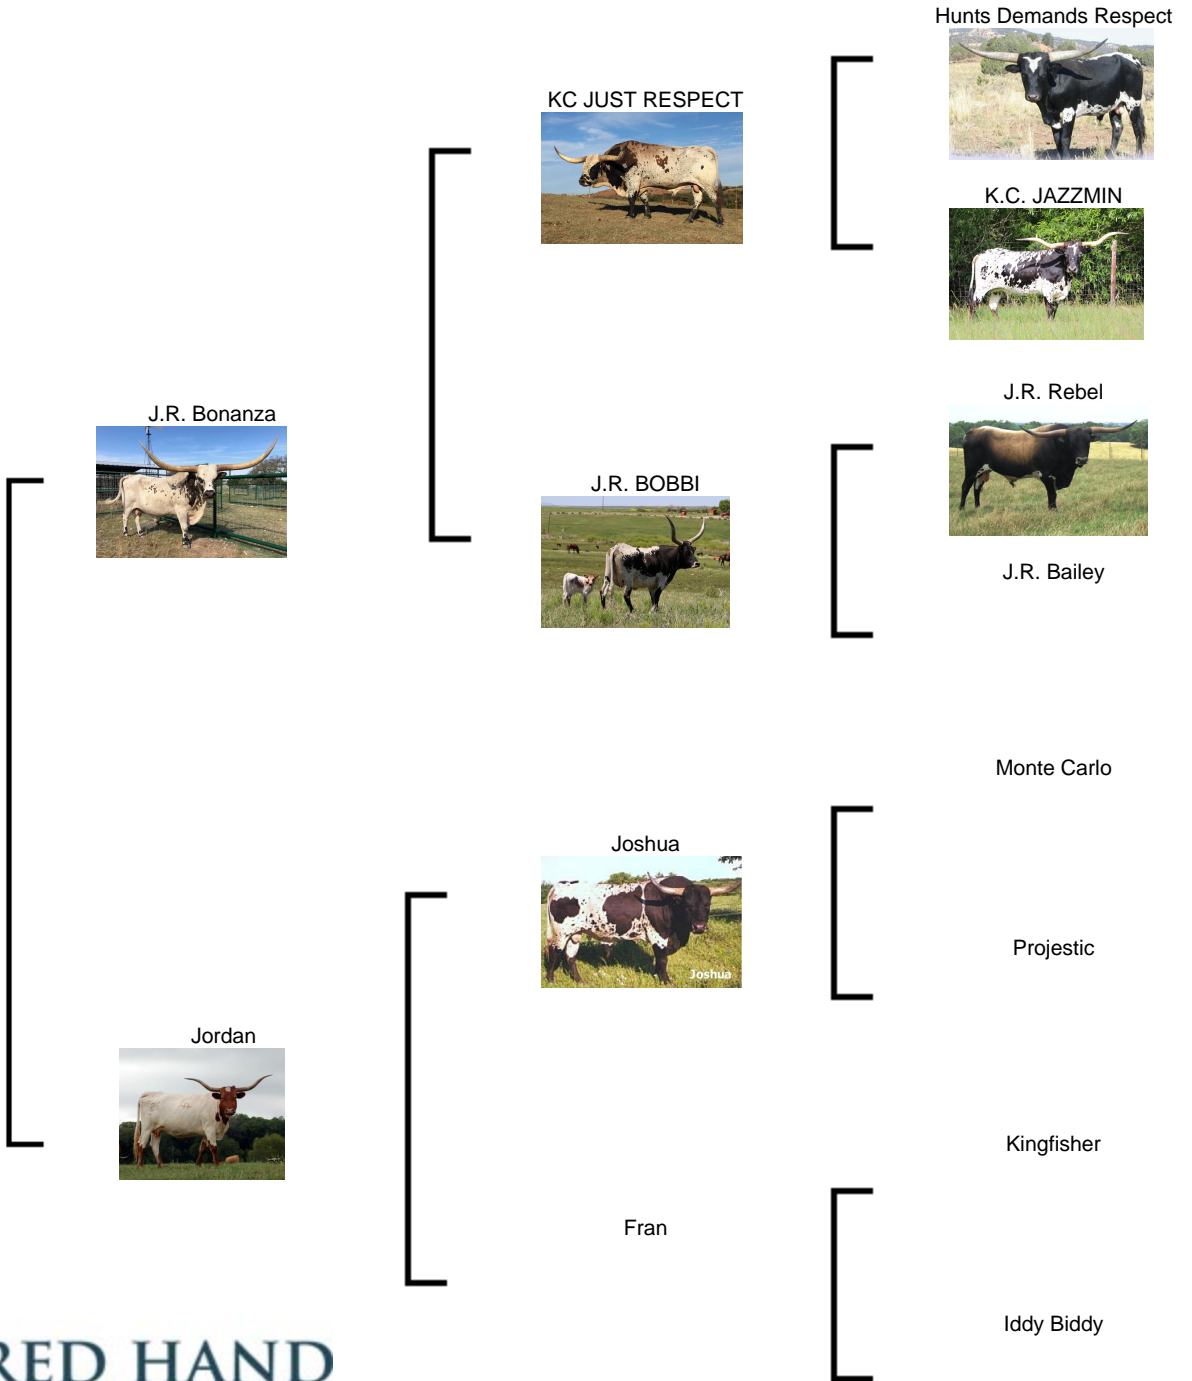 Hunts Demands Respect
KC JUST RESPECT
K.C. JAZZMIN
J.R. Rebel
J.R. Bonanza
J.R. BOBBI
J.R. Bailey
Monte Carlo
Joshua
Joshua
Projestic
Jordan
Kingfisher
Fran
Iddy Biddy
RED HAND